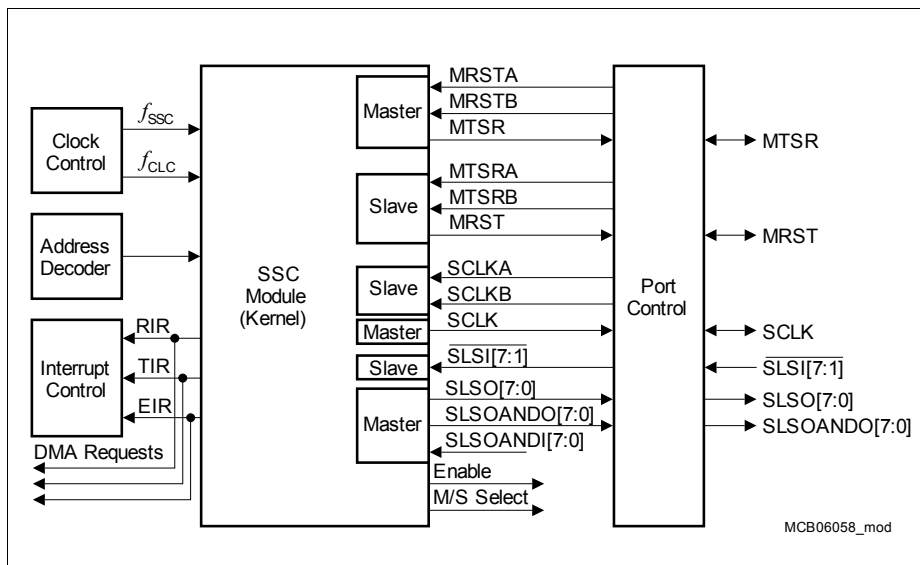 Clock
Control
fSSC
fCLC
Address
Decoder
Interrupt
Control
RIR
TIR
EIR
DMA Requests
SSC
Module
(Kernel)
Master
Slave
Slave
Master
Slave
Master
MRSTA
MRSTB
MTSR
MTSRA
MTSRB
MRST
SCLKA
SCLKB
SCLK
SLSI[7:1]
SLSO[7:0]
SLSOANDO[7:0]
SLSOANDI[7:0]
Enable
M/S Select
Port
Control
MTSR
MRST
SCLK
SLSI[7:1]
SLSO[7:0]
SLSOANDO[7:0]
MCB06058_mod